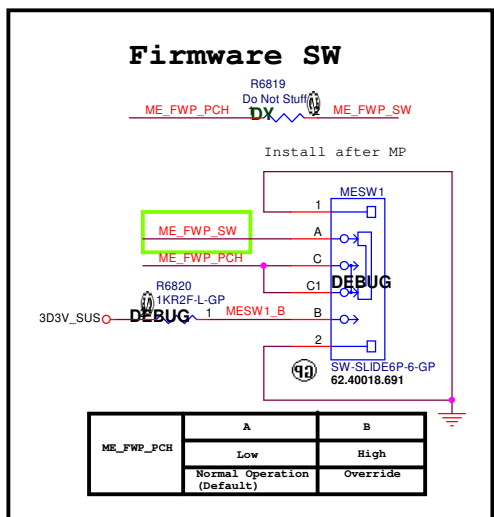 Firmware SW
R6819
Do Not Stuff
ME_FWP_PCH
DY
ME_FWP_SW
Install after MP
MESW1
1
ME_FWP_SW
A
ME_FWP_PCH
C
C1
DEBUG
R6820
1KR2F-L-GP
3D3V_SUS
DEBUG
1
MESW1_B
B
2
SW-SLIDE6P-6-GP
62.40018.691
ME_FWP_PCH
A
B
Low
High
Normal Operation
(Default)
Override